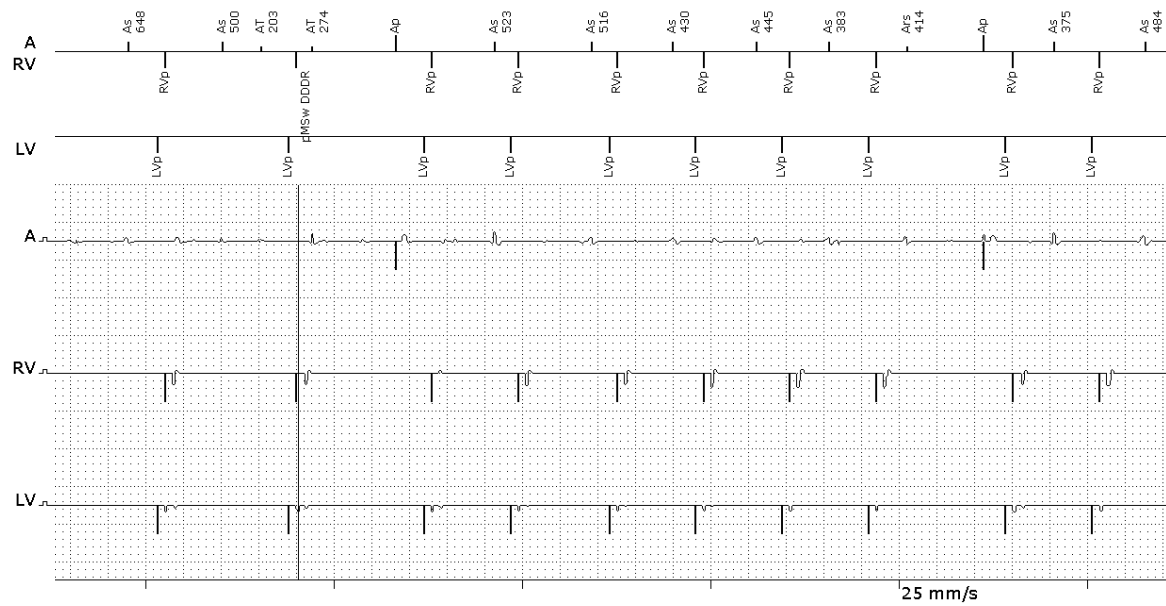 As 648 As 500 AT 203 AT 274 Ap As 523 As 516 As 430 As 445 As 383 Ars 414 Ap As 375 As 484
A
RV
RVp pMSw DDDR RVp RVp RVp RVp RVp RVp RVp RVp
LV
LVp LVp LVp LVp LVp LVp LVp LVp LVp LVp
A
RV
LV
25 mm/s